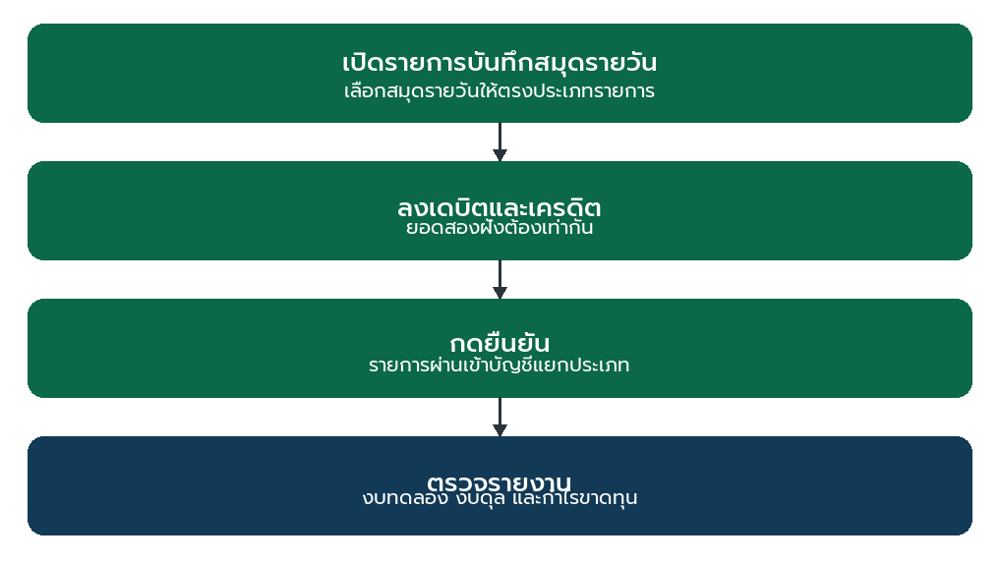 เปิดรายการบันทึกสมุดรายวัน
เลือกสมุดรายวันให้ตรงประเภทรายการ
ลงเดบิตและเครดิต
ยอดสองฝั่งต้องเท่ากัน
กดยืนยัน
รายการผ่านเข้าบัญชีแยกประเภท
ตรวจรายงาน
งบทดลอง งบดุล และกำไรขาดทุน